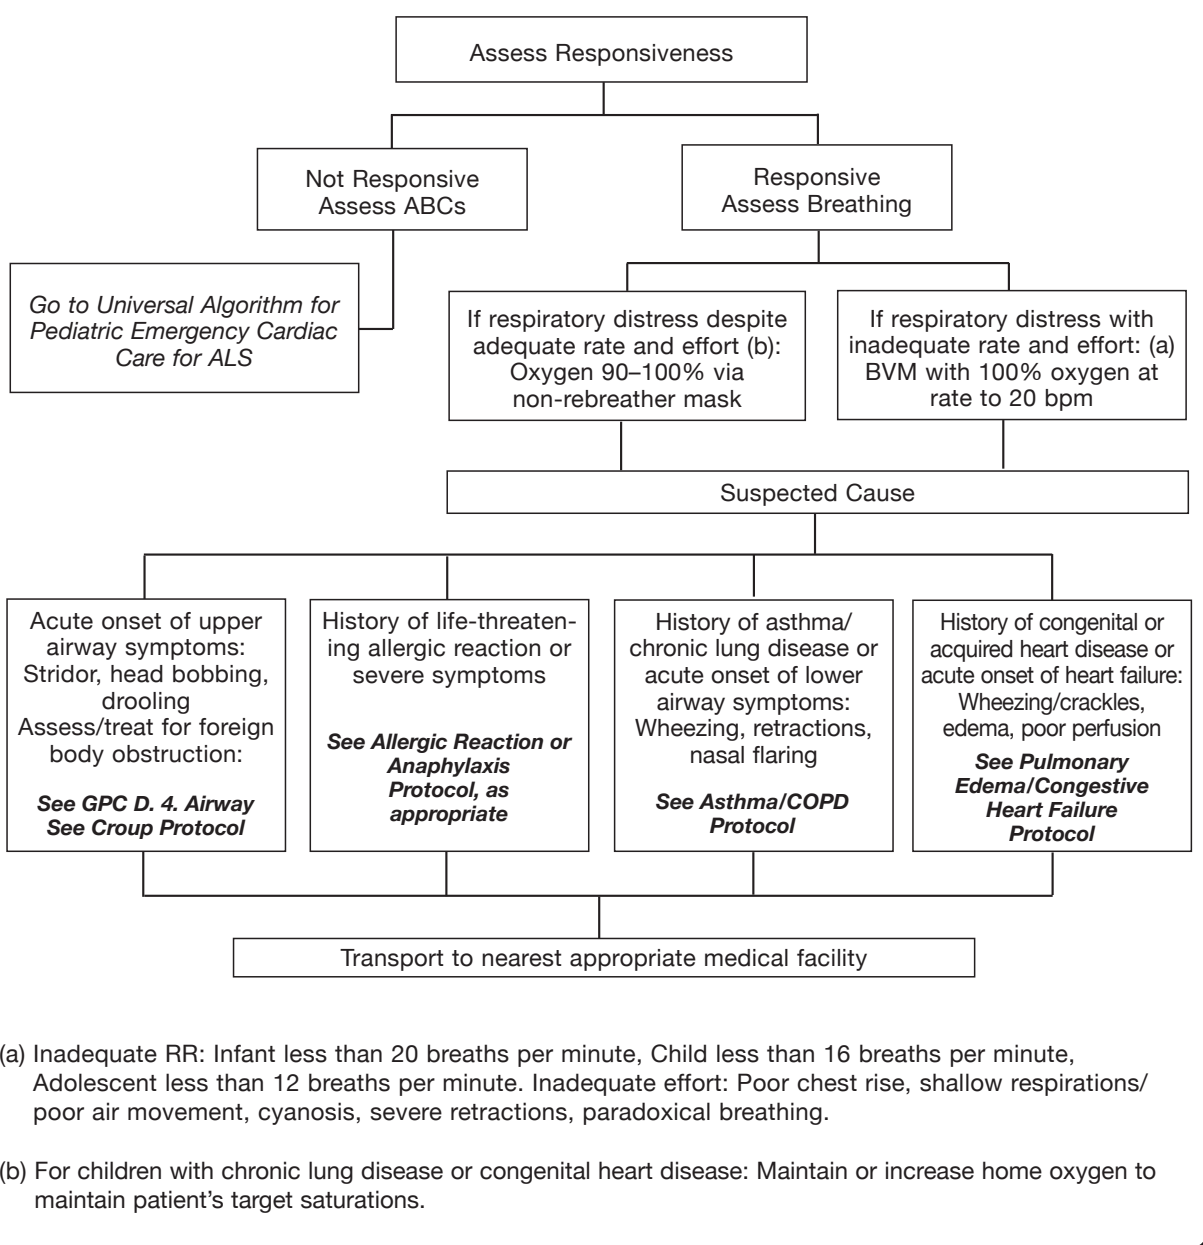 Assess Responsiveness
Not Responsive
Assess ABCs
Responsive
Assess Breathing
Go to Universal Algorithm for
Pediatric Emergency Cardiac
Care for ALS
If respiratory distress despite
adequate rate and effort (b):
Oxygen 90–100% via
non-rebreather mask
If respiratory distress with
inadequate rate and effort: (a)
BVM with 100% oxygen at
rate to 20 bpm
Suspected Cause
Acute onset of upper
airway symptoms:
Stridor, head bobbing,
drooling
Assess/treat for foreign
body obstruction:
See GPC D. 4. Airway
See Croup Protocol
History of life-threaten-
ing allergic reaction or
severe symptoms
See Allergic Reaction or
Anaphylaxis
Protocol, as
appropriate
History of asthma/
chronic lung disease or
acute onset of lower
airway symptoms:
Wheezing, retractions,
nasal flaring
See Asthma/COPD
Protocol
History of congenital or
acquired heart disease or
acute onset of heart failure:
Wheezing/crackles,
edema, poor perfusion
See Pulmonary
Edema/Congestive
Heart Failure
Protocol
Transport to nearest appropriate medical facility
(a) Inadequate RR: Infant less than 20 breaths per minute, Child less than 16 breaths per minute,
Adolescent less than 12 breaths per minute. Inadequate effort: Poor chest rise, shallow respirations/
poor air movement, cyanosis, severe retractions, paradoxical breathing.
(b) For children with chronic lung disease or congenital heart disease: Maintain or increase home oxygen to
maintain patient's target saturations.